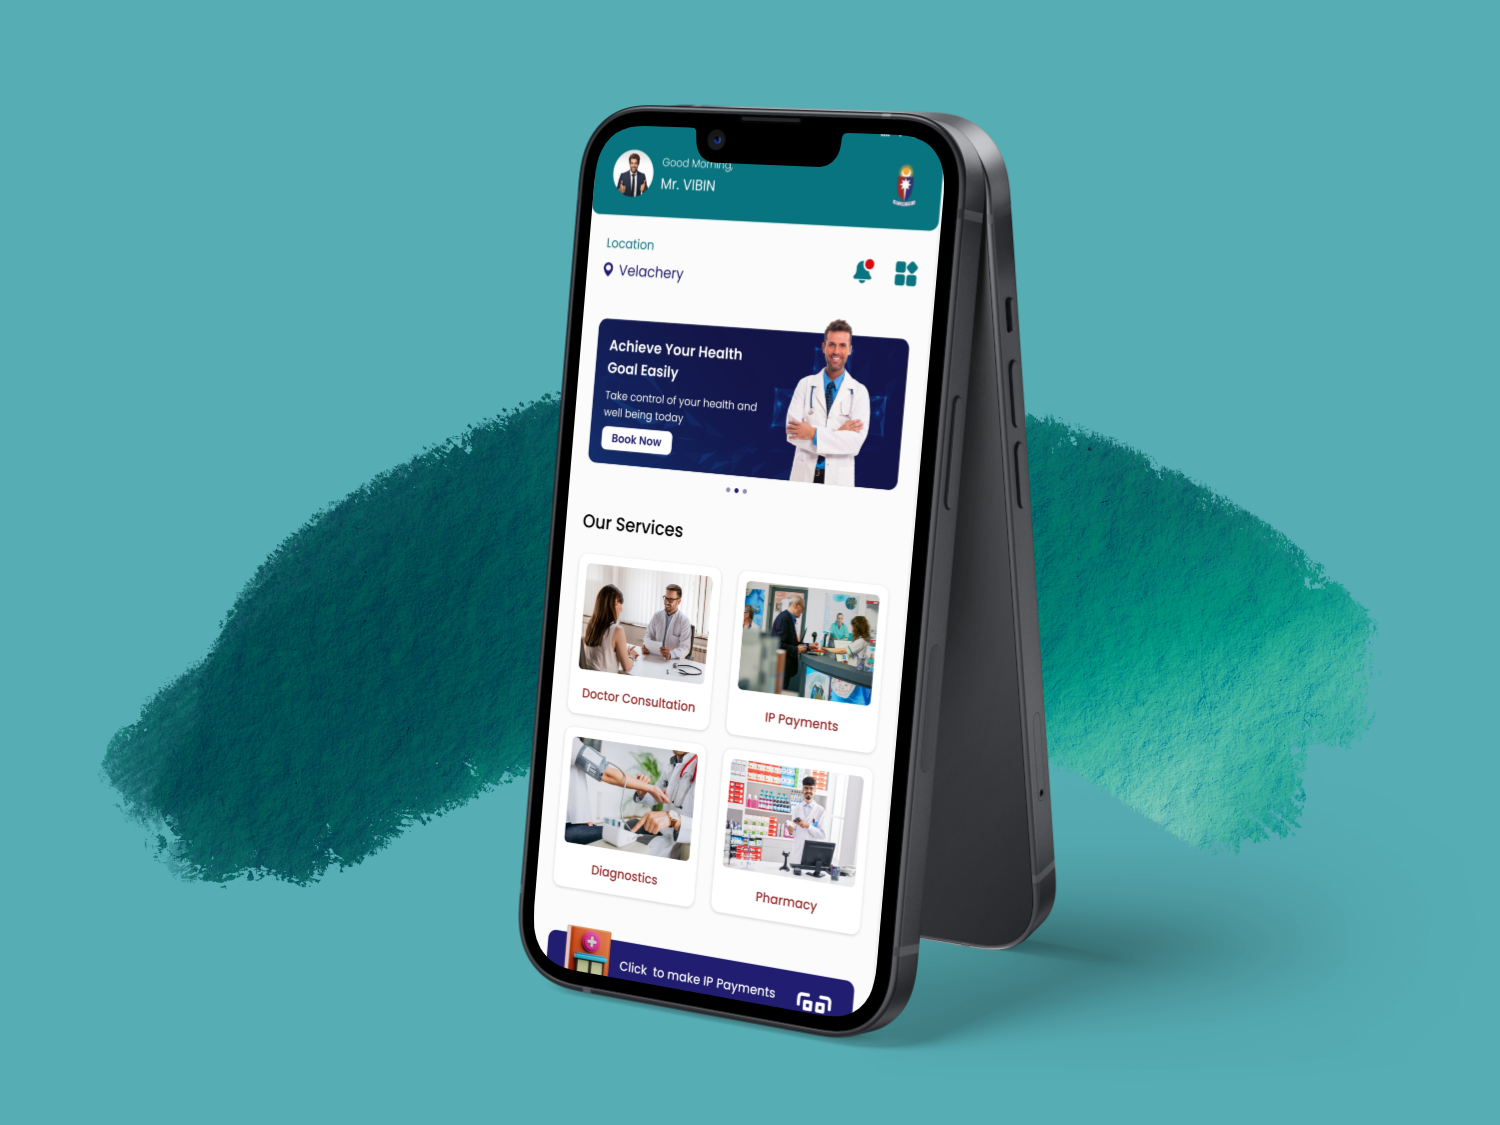 Good Morning,
Mr. VIBIN
Location
Velachery
Achieve Your Health
Goal Easily
Take control of your health and
well being today
Book Now
Our Services
Doctor Consultation
IP Payments
Diagnostics
Pharmacy
Click to make IP Payments